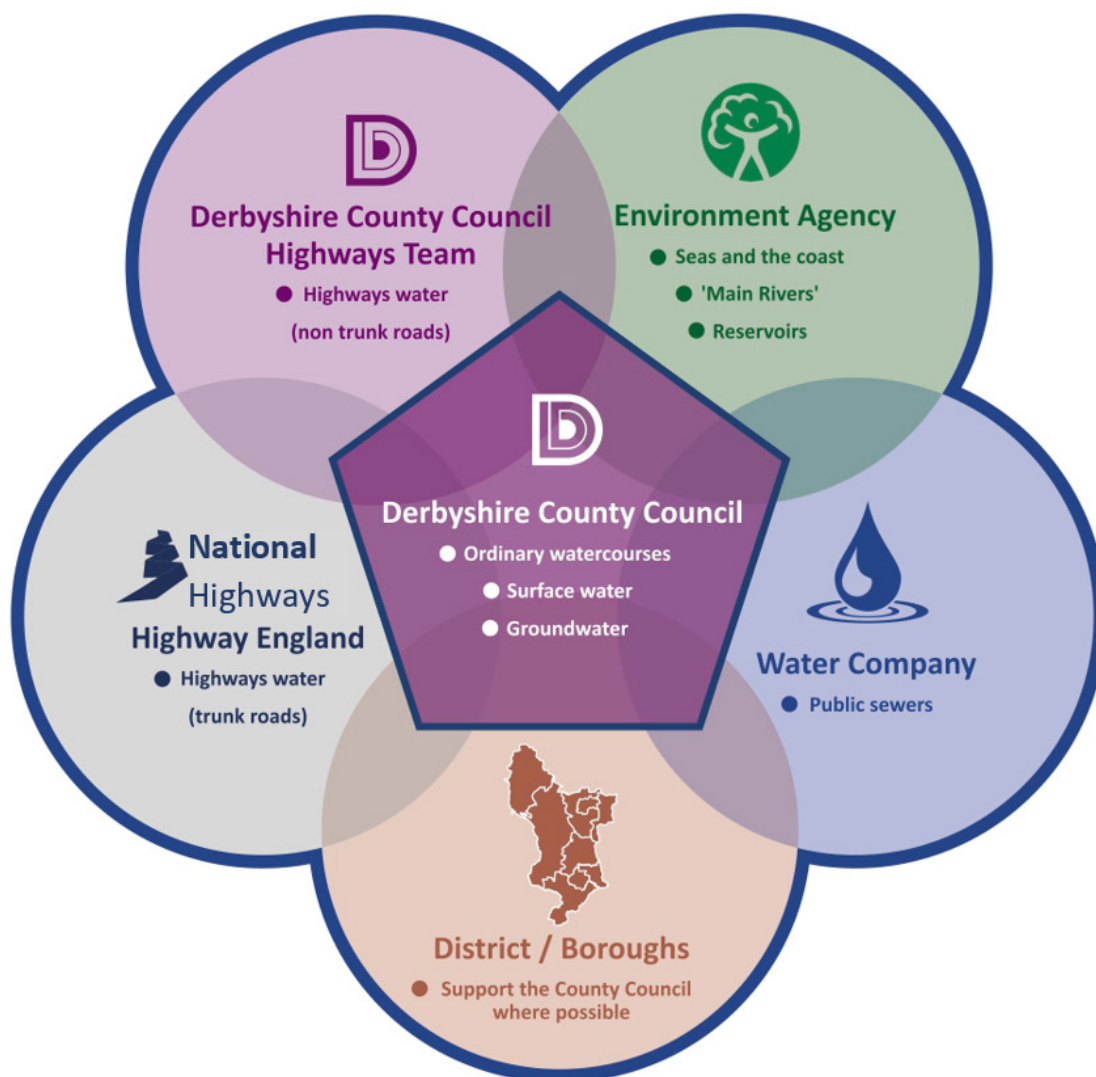 Derbyshire County Council
Highways Team
● Highways water
(non trunk roads)
Environment Agency
● Seas and the coast
● 'Main Rivers'
● Reservoirs
Derbyshire County Council
● Ordinary watercourses
● Surface water
● Groundwater
National
Highways
Highway England
● Highways water
(trunk roads)
Water Company
● Public sewers
District / Boroughs
● Support the County Council
where possible